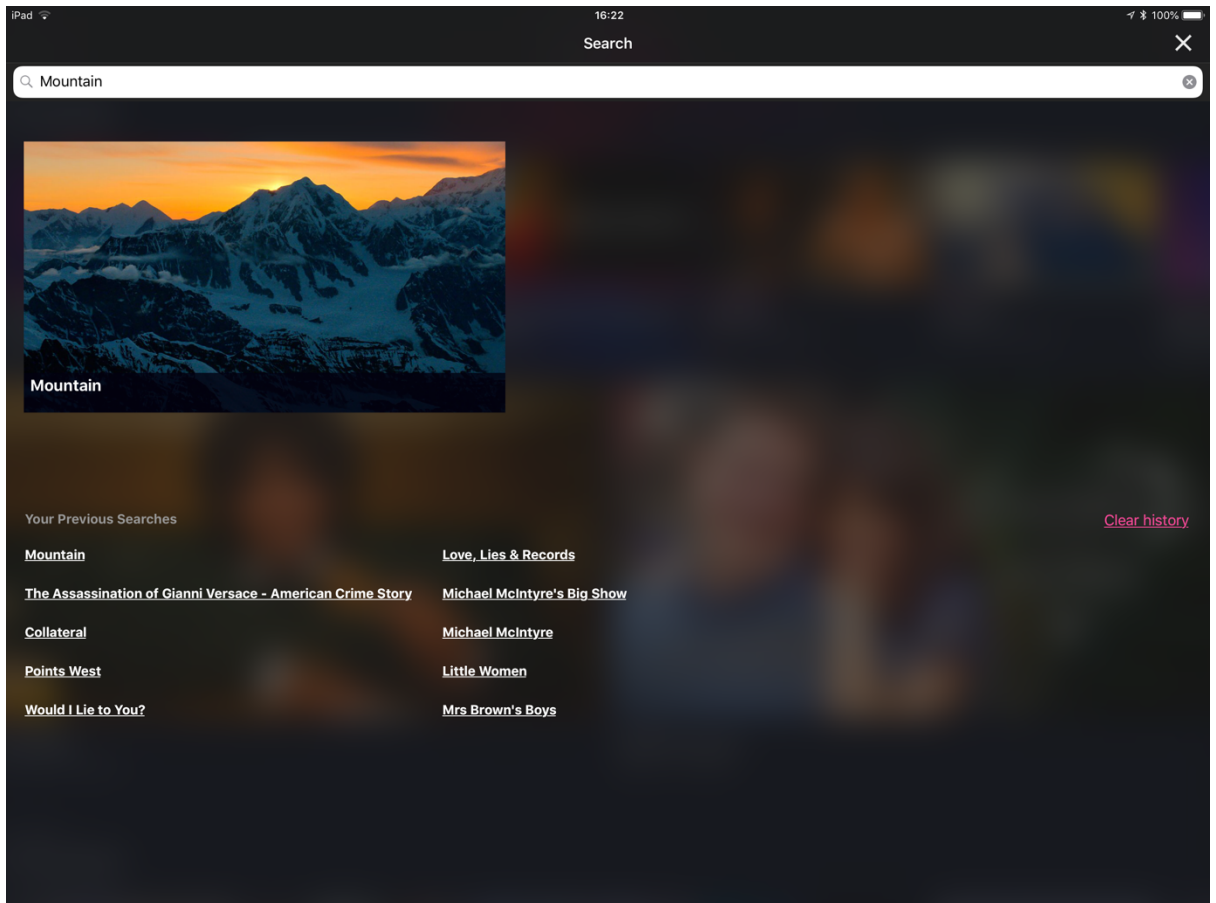 iPad 16:22 100%
Search
Mountain
Mountain
Your Previous Searches Clear history
Mountain Love, Lies & Records
The Assassination of Gianni Versace - American Crime Story Michael McIntyre's Big Show
Collateral Michael McIntyre
Points West Little Women
Would I Lie to You? Mrs Brown's Boys